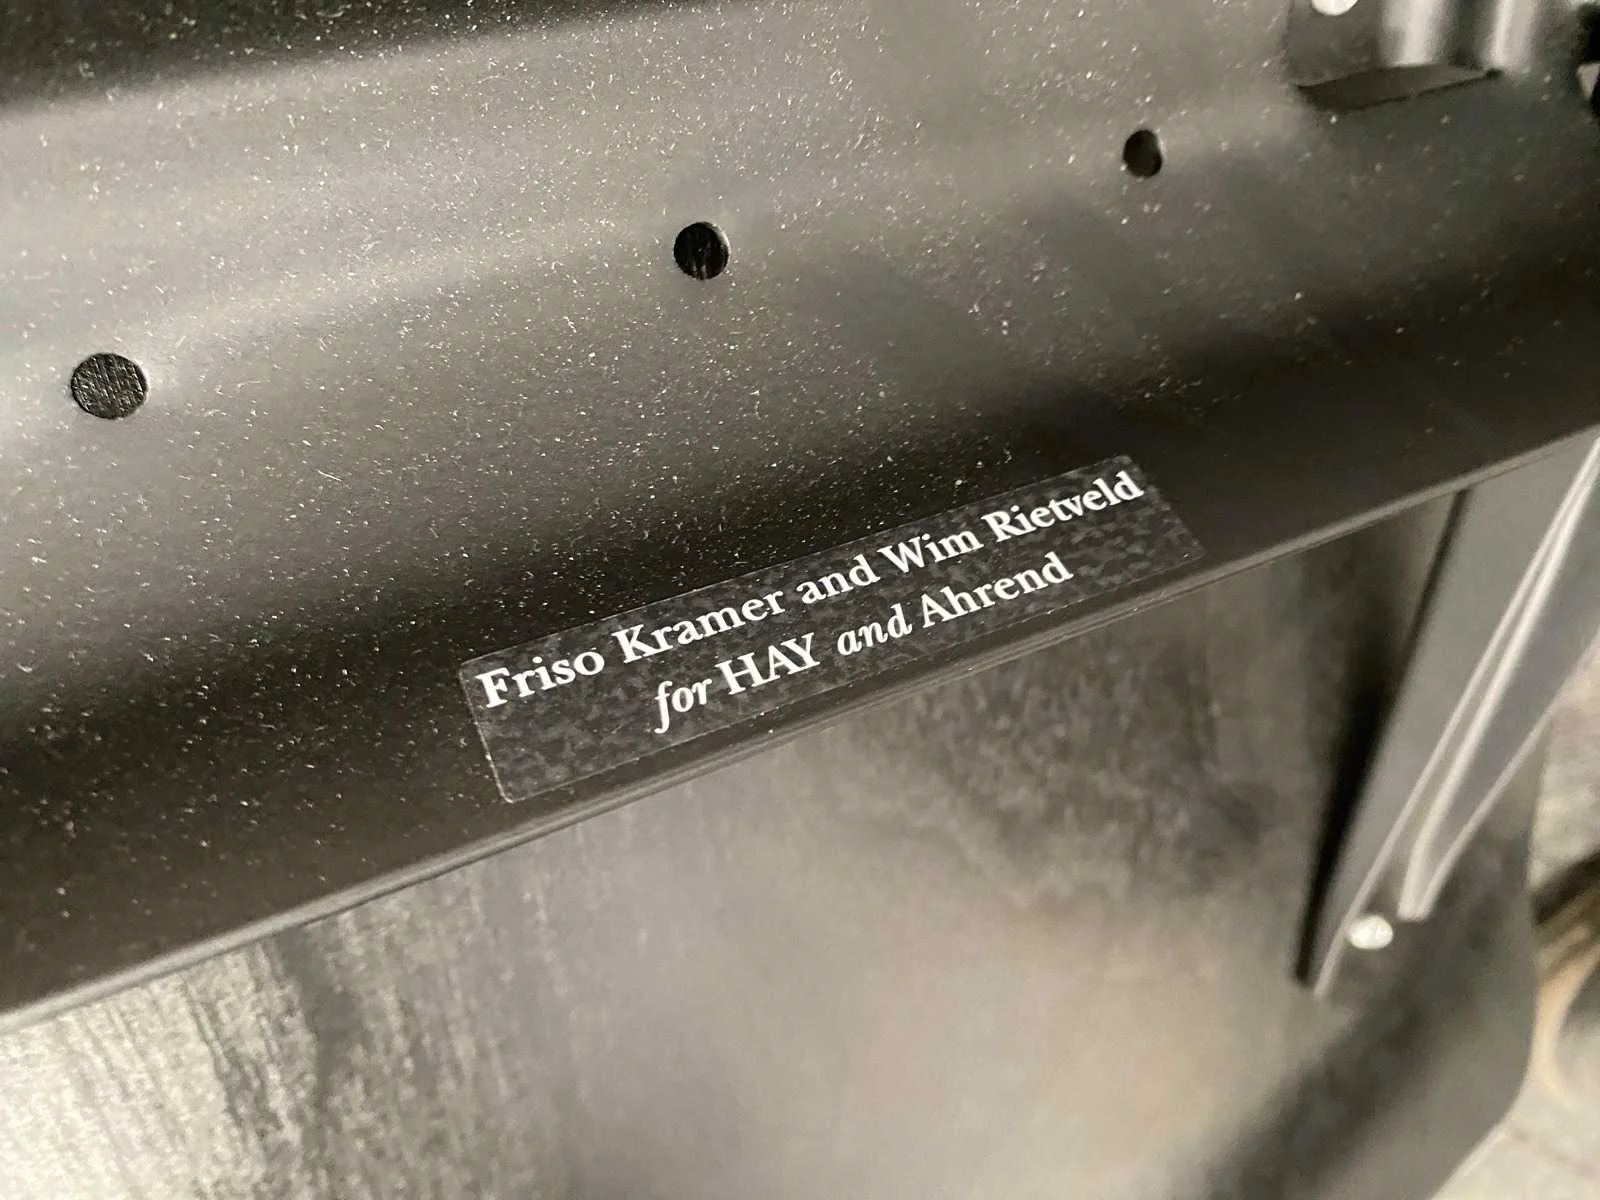 Friso Kramer and Wim Rietveld
for HAY and Ahrend